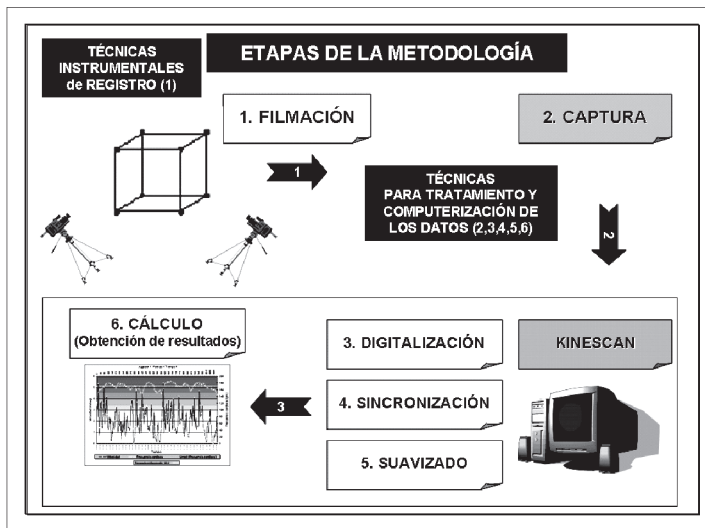 TÉCNICAS
INSTRUMENTALES
de REGISTRO (1)
ETAPAS DE LA METODOLOGÍA
1. FILMACIÓN
2. CAPTURA
1
TÉCNICAS
PARA TRATAMIENTO Y
COMPUTERIZACIÓN DE
LOS DATOS (2,3,4,5,6)
2
6. CÁLCULO
(Obtención de resultados)
3. DIGITALIZACIÓN
KINESCAN
3
4. SINCRONIZACIÓN
5. SUAVIZADO